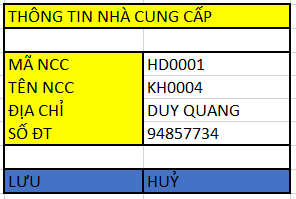 THÔNG TIN NHÀ CUNG CẤP
MÃ NCC HD0001
TÊN NCC KH0004
ĐỊA CHỈ DUY QUANG
SỐ ĐT 94857734
LƯU HUỶ